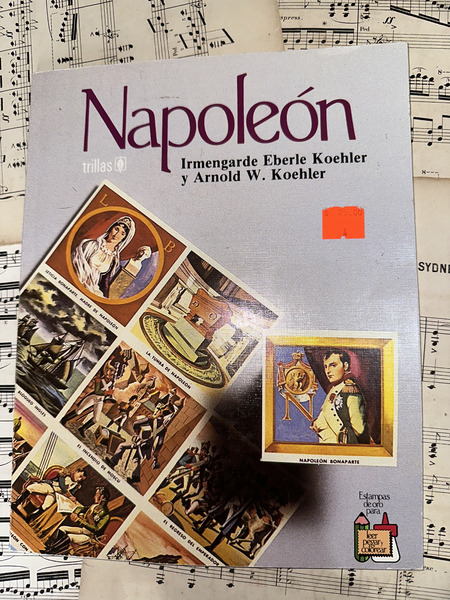 Napoleón
trillas
Irmengarde Eberle Koehler
y Arnold W. Koehler
L
B
LETICIA BONAPARTE, MADRE DE NAPOLEÓN
LA TUMBA DE NAPOLEÓN
EL INCENDIO DE MOSCÚ
EL REGRESO DEL EMPERADOR
N
NAPOLEÓN BONAPARTE
Estampas
de oro
para
leer
pegar y
colorear
SYDNE